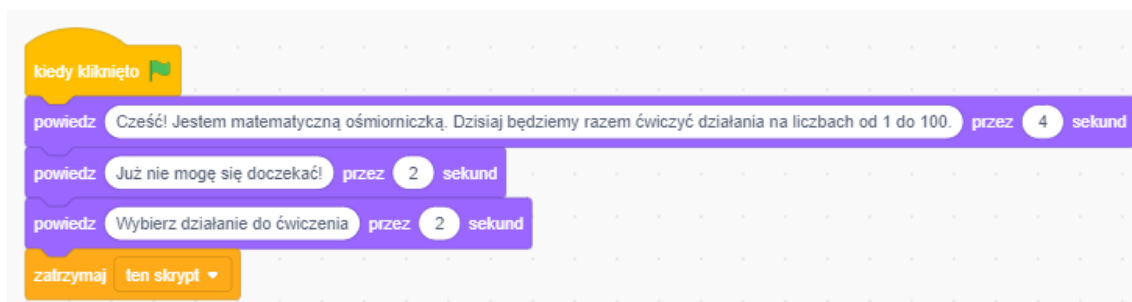 kiedy kliknięto
powiedz Cześć! Jestem matematyczną ośmiorniczką. Dzisiaj będziemy razem ćwiczyć działania na liczbach od 1 do 100. przez 4 sekund
powiedz Już nie mogę się doczekać! przez 2 sekund
powiedz Wybierz działanie do ćwiczenia przez 2 sekund
zatrzymaj ten skrypt